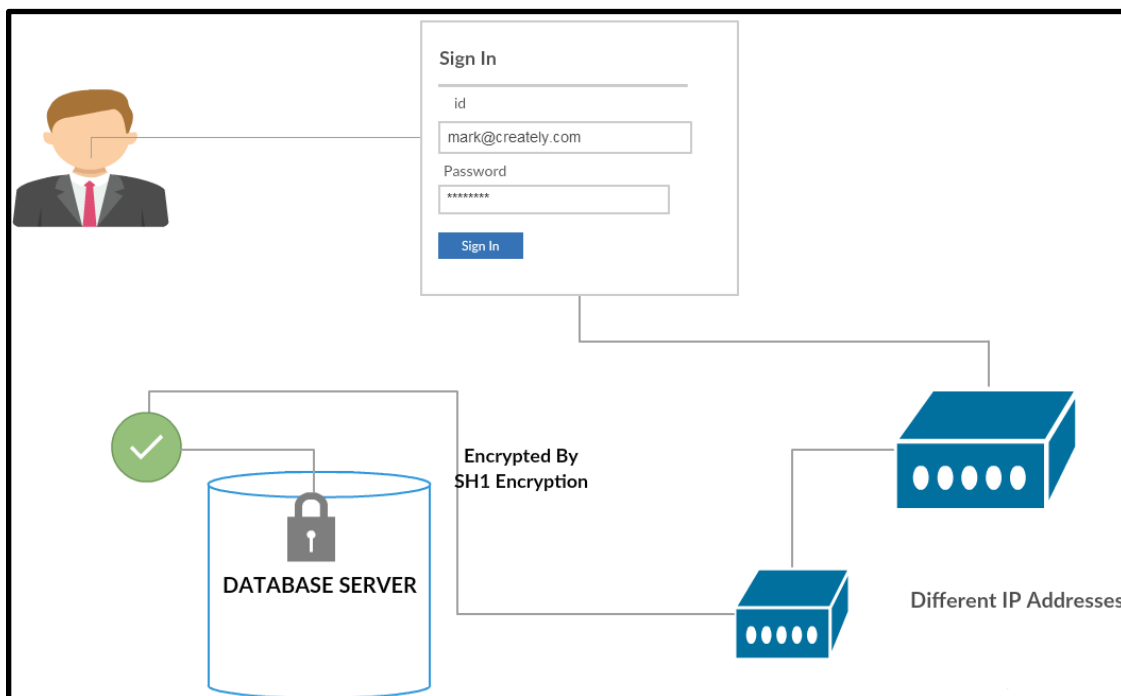 Sign In
id
mark@creately.com
Password
********
Sign In
Encrypted By
SH1 Encryption
DATABASE SERVER
Different IP Addresses